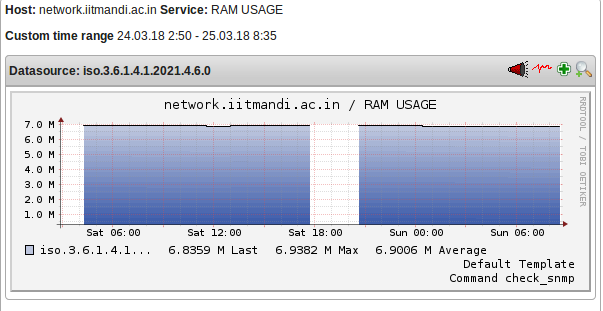 Host: network.iitmandi.ac.in Service: RAM USAGE
Custom time range 24.03.18 2:50 - 25.03.18 8:35
Datasource: iso.3.6.1.4.1.2021.4.6.0
network.iitmandi.ac.in / RAM USAGE
RRDTOOL / TOBI OETIKER
7.0 M
6.0 M
5.0 M
4.0 M
3.0 M
2.0 M
1.0 M
Sat 06:00 Sat 12:00 Sat 18:00 Sun 00:00 Sun 06:00
iso.3.6.1.4.1... 6.8359 M Last 6.9382 M Max 6.9006 M Average
Default Template
Command check_snmp